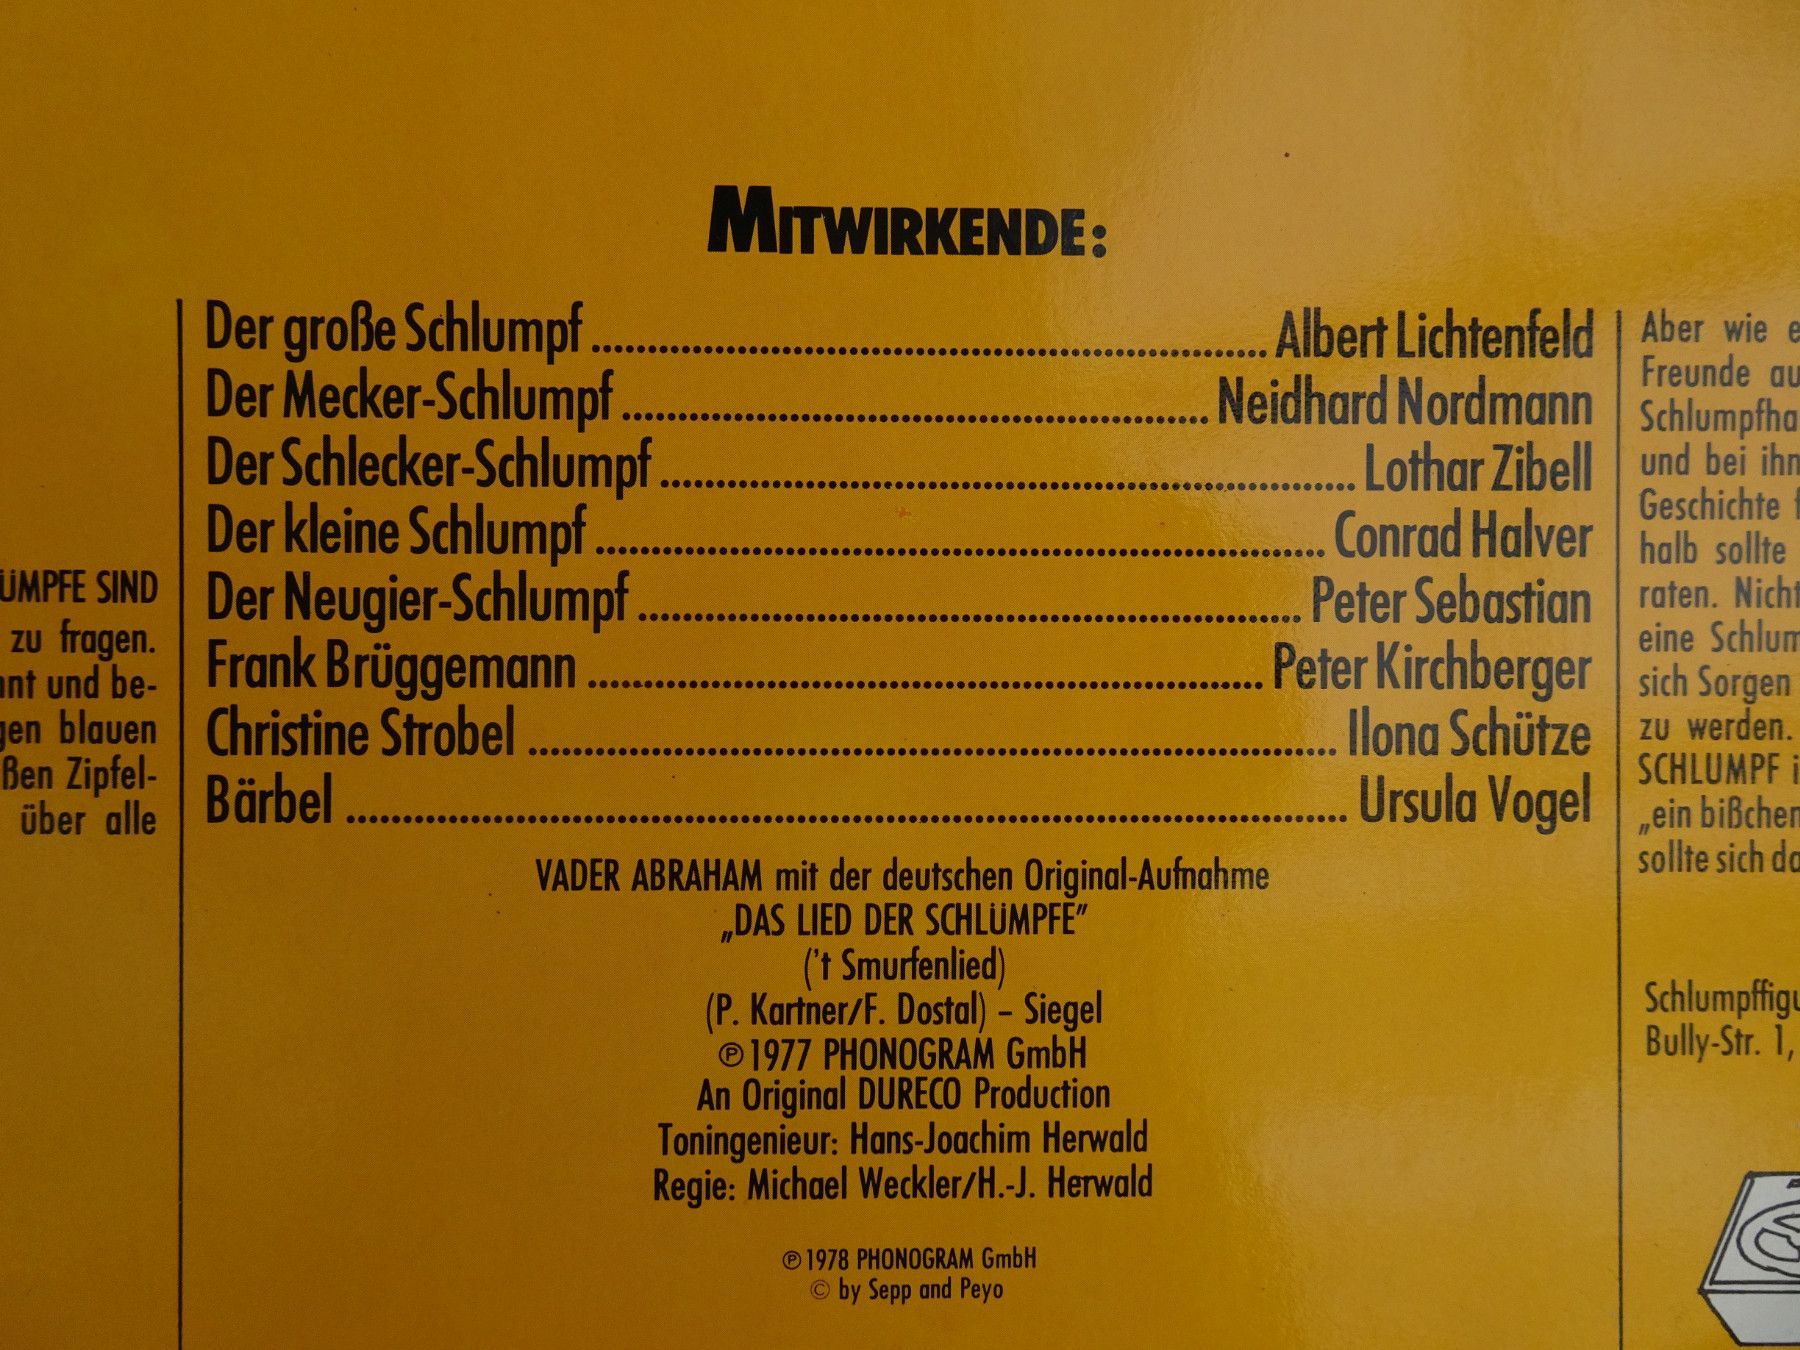 MITWIRKENDE:
Der große Schlumpf .......... Albert Lichtenfeld
Der Mecker-Schlumpf .......... Neidhard Nordmann
Der Schlecker-Schlumpf .......... Lothar Zibell
Der kleine Schlumpf .......... Conrad Halver
Der Neugier-Schlumpf .......... Peter Sebastian
Frank Brüggemann .......... Peter Kirchberger
Christine Strobel .......... Ilona Schütze
Bärbel .......... Ursula Vogel
VADER ABRAHAM mit der deutschen Original-Aufnahme
„DAS LIED DER SCHLÜMPFE"
('t Smurfenlied)
(P. Kartner/F. Dostal) – Siegel
℗ 1977 PHONOGRAM GmbH
An Original DURECO Production
Toningenieur: Hans-Joachim Herwald
Regie: Michael Weckler/H.-J. Herwald
℗ 1978 PHONOGRAM GmbH
© by Sepp and Peyo
ÜMPFE SIND
zu fragen.
nt und be-
gen blauen
ßen Zipfel-
über alle
Aber wie
Freunde
Schlumpfha
und bei ihn
Geschichte
halb sollte
raten. Nicht
eine Schlum
sich Sorgen
zu werden.
SCHLUMPF
„ein bißchen
sollte sich
Schlumpffigu
Bully-Str. 1,